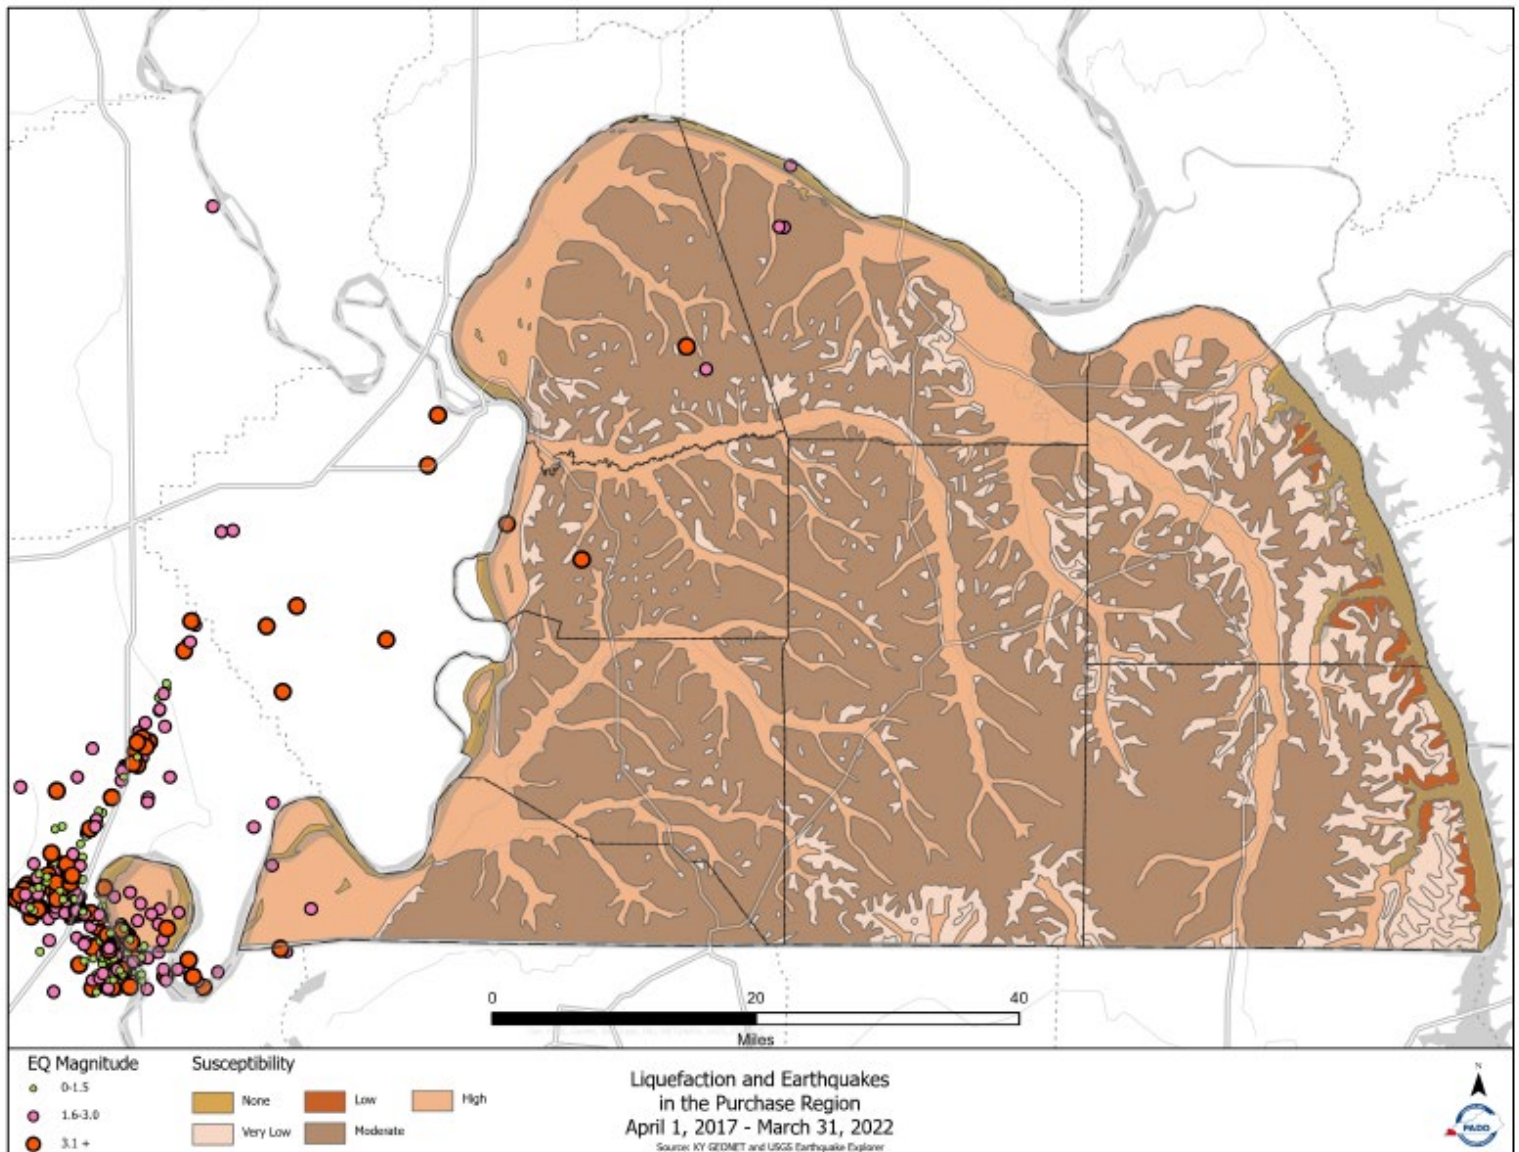 0 20 40
Miles
EQ Magnitude
0-1.5
1.6-3.0
3.1 +
Susceptibility
None
Low
High
Very Low
Moderate
Liquefaction and Earthquakes
in the Purchase Region
April 1, 2017 - March 31, 2022
Source: KY GEONET and USGS Earthquake Explorer
N
PADD